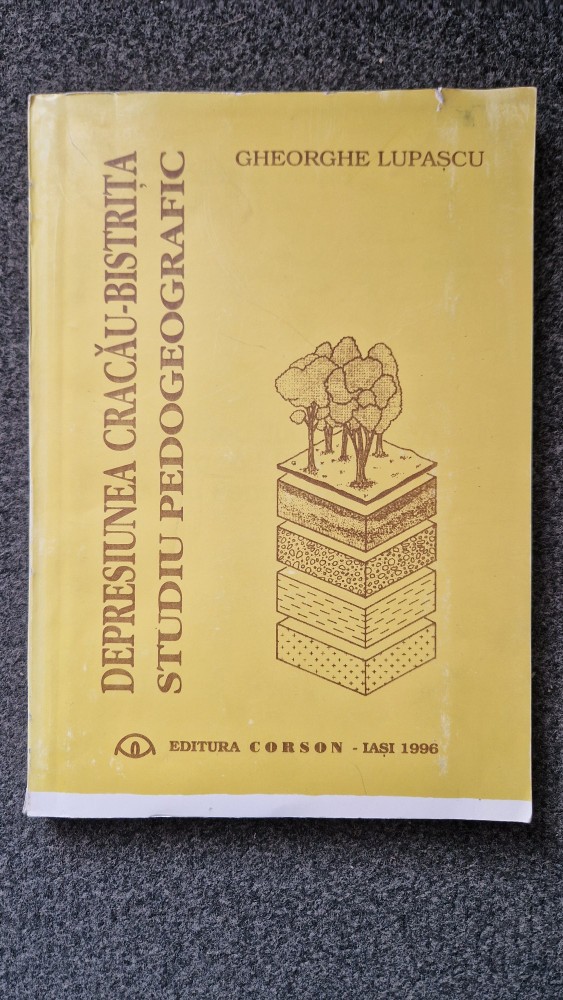 GHEORGHE LUPAȘCU
DEPRESIUNEA CRACĂU-BISTRIȚA
STUDIU PEDOGEOGRAFIC
EDITURA CORSON - IAȘI 1996